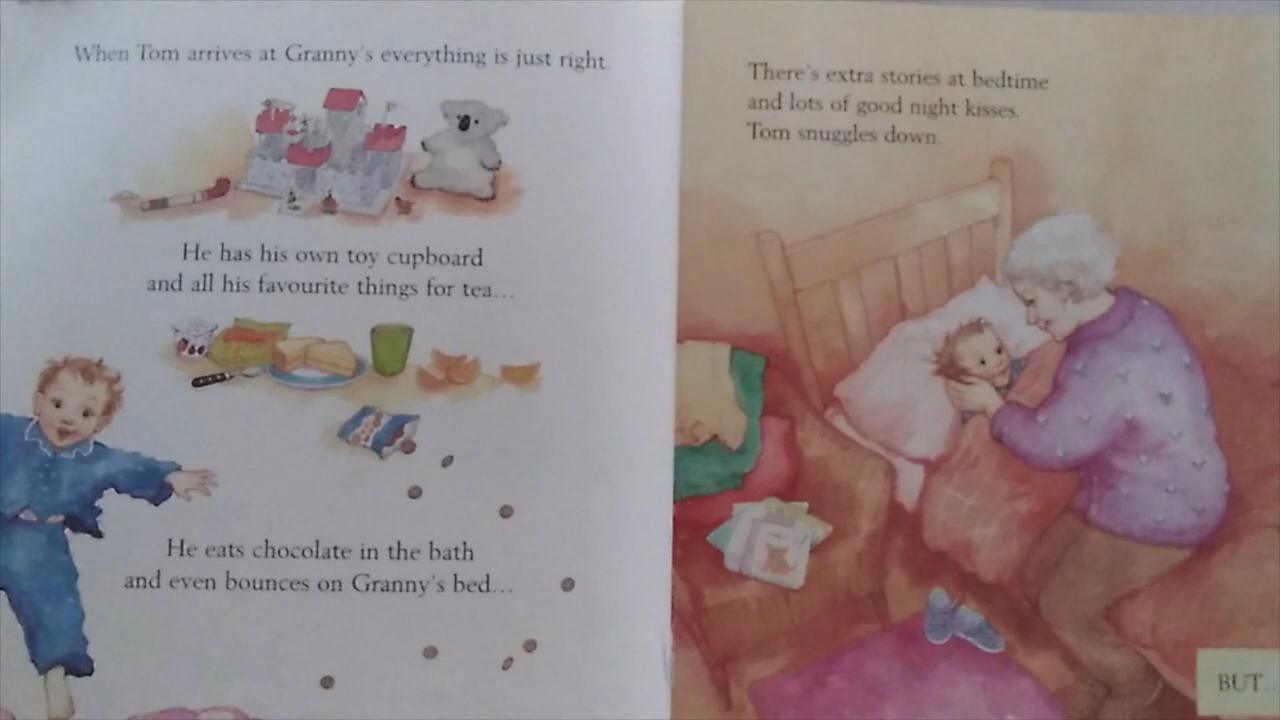 When Tom arrives at Granny's everything is just right.
He has his own toy cupboard
and all his favourite things for tea...
He eats chocolate in the bath
and even bounces on Granny's bed...
There's extra stories at bedtime
and lots of good night kisses.
Tom snuggles down.
BUT...